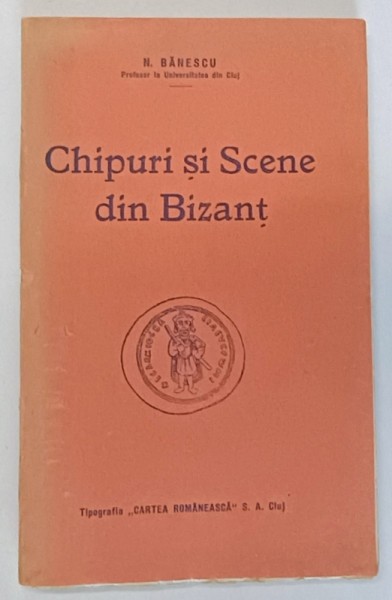 N. BĂNESCU
Profesor la Universitatea din Cluj
Chipuri și Scene
din Bizanț
Tipografia „CARTEA ROMÂNEASCĂ" S. A. Cluj